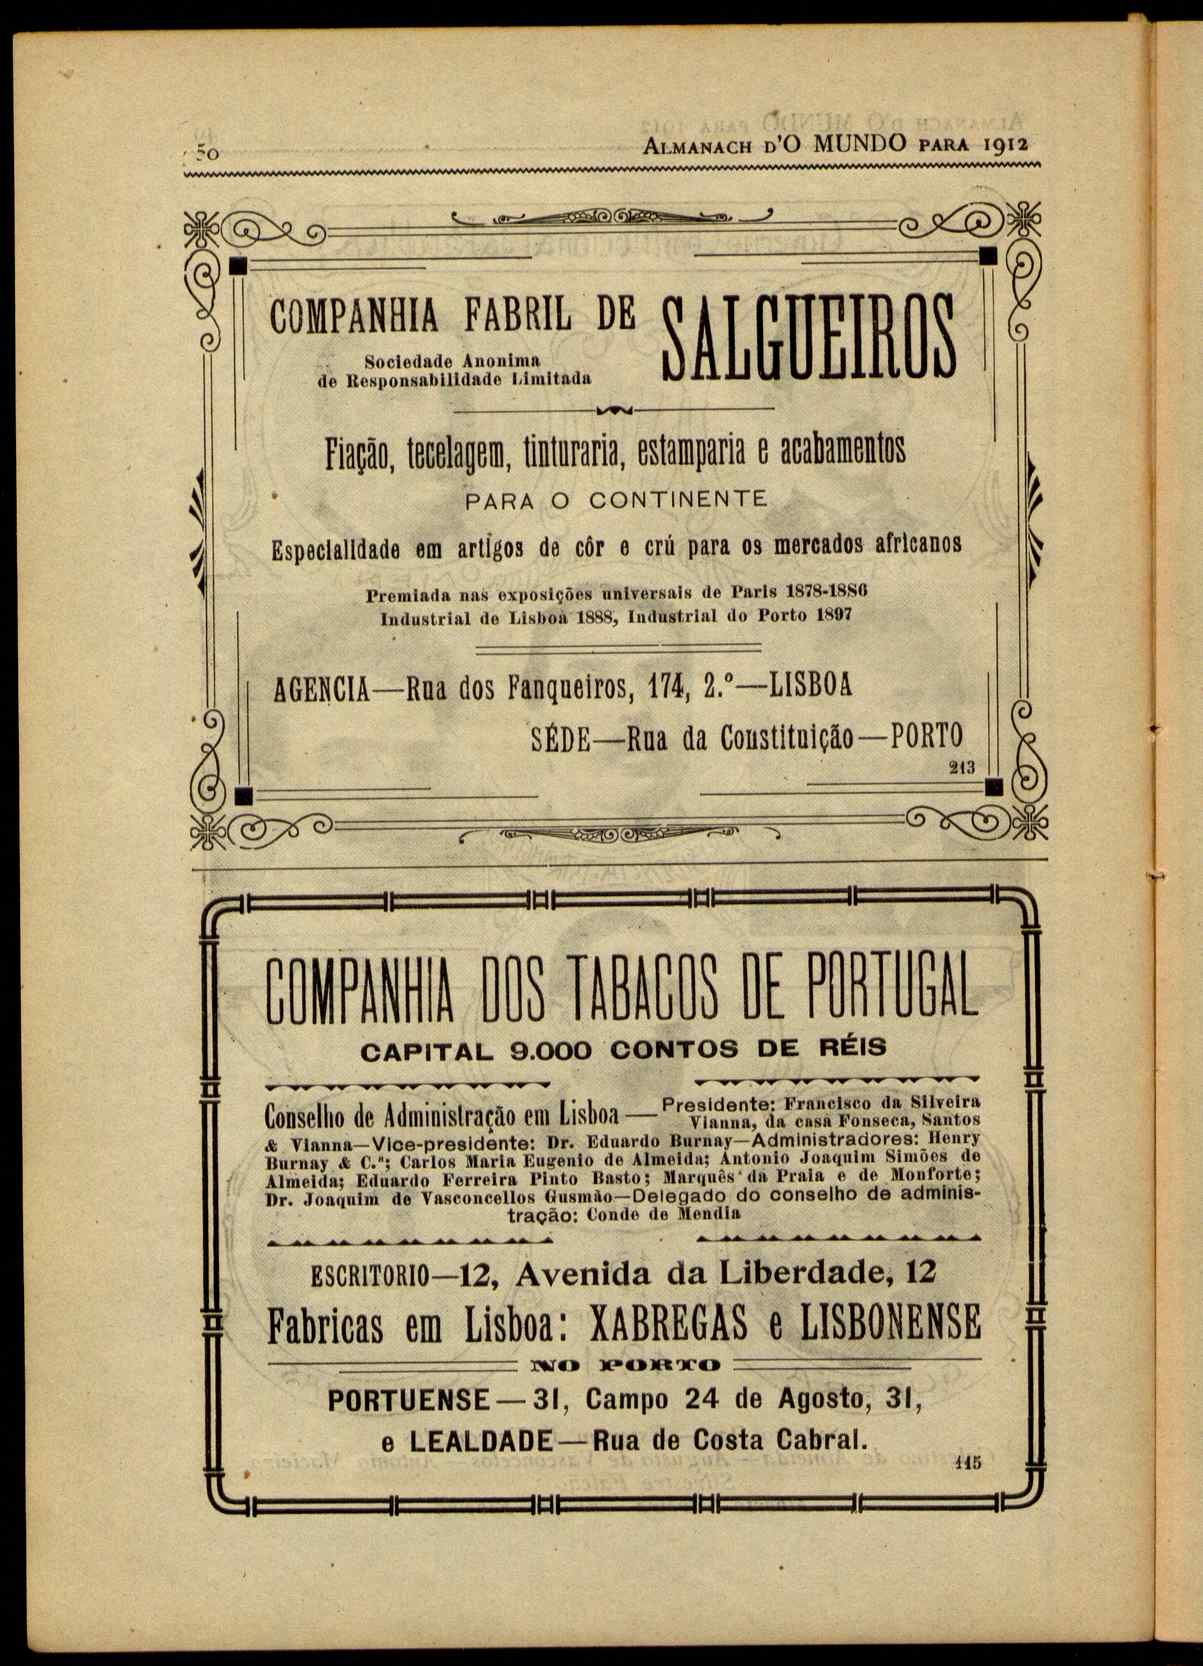 50
ALMANACH D'O MUNDO PARA 1912
COMPANHIA FABRIL DE SALGUEIROS
Sociedade Anonima
de Responsabilidade Limitada
Fiação, tecelagem, tinturaria, estamparia e acabamentos
PARA O CONTINENTE
Especialidade em artigos de côr e crú para os mercados africanos
Premiada nas exposições universais de Paris 1878-1886
Industrial de Lisboa 1888, Industrial do Porto 1897
AGENCIA—Rua dos Fanqueiros, 174, 2.º—LISBOA
SÉDE—Rua da Constituição—PORTO
213
COMPANHIA DOS TABACOS DE PORTUGAL
CAPITAL 9.000 CONTOS DE RÉIS
Conselho de Administração em Lisboa — Presidente: Francisco da Silveira
Vianna, da casa Fonseca, Santos
& Vianna—Vice-presidente: Dr. Eduardo Burnay—Administradores: Henry
Burnay & C.ª; Carlos Maria Eugenio de Almeida; Antonio Joaquim Simões de
Almeida; Eduardo Ferreira Pinto Basto; Marquês da Praia e de Monforte;
Dr. Joaquim de Vasconcellos Gusmão—Delegado do conselho de adminis-
tração: Conde de Mendia
ESCRITORIO—12, Avenida da Liberdade, 12
Fabricas em Lisboa: XABREGAS e LISBONENSE
NO PORTO
PORTUENSE—31, Campo 24 de Agosto, 31,
e LEALDADE—Rua de Costa Cabral.
115